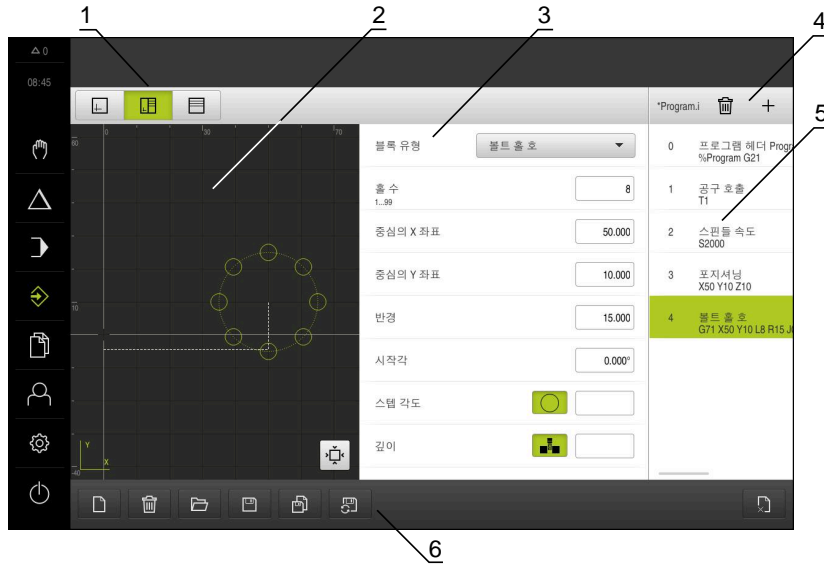 1
2
3
4
5
0
08:45
*Program.i
0
30
70
60
10
-40
Y
X
블록 유형
볼트 홀 호
홀 수
1...99
8
중심의 X 좌표
50.000
중심의 Y 좌표
10.000
반경
15.000
시작각
0.000°
스텝 각도
깊이
0 프로그램 헤더 Progr
%Program G21
1 공구 호출
T1
2 스핀들 속도
S2000
3 포지셔닝
X50 Y10 Z10
4 볼트 홀 호
G71 X50 Y10 L8 R15 J0
6